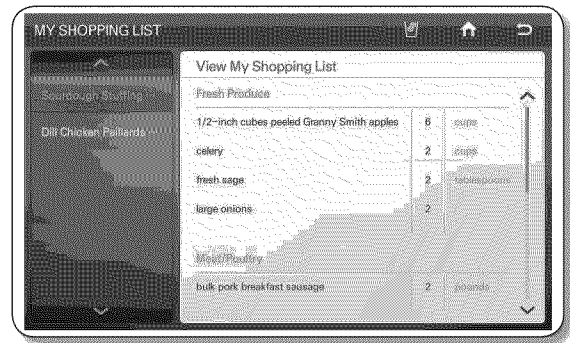 MY SHOPPING LIST
View My Shopping List
Sourdough Stuffing
Dill Chicken Paillards
Fresh Produce
1/2-inch cubes peeled Granny Smith apples 6 cups
celery 2 cups
fresh sage 2 tablespoons
large onions 2
Meat/Poultry
bulk pork breakfast sausage 2 pounds